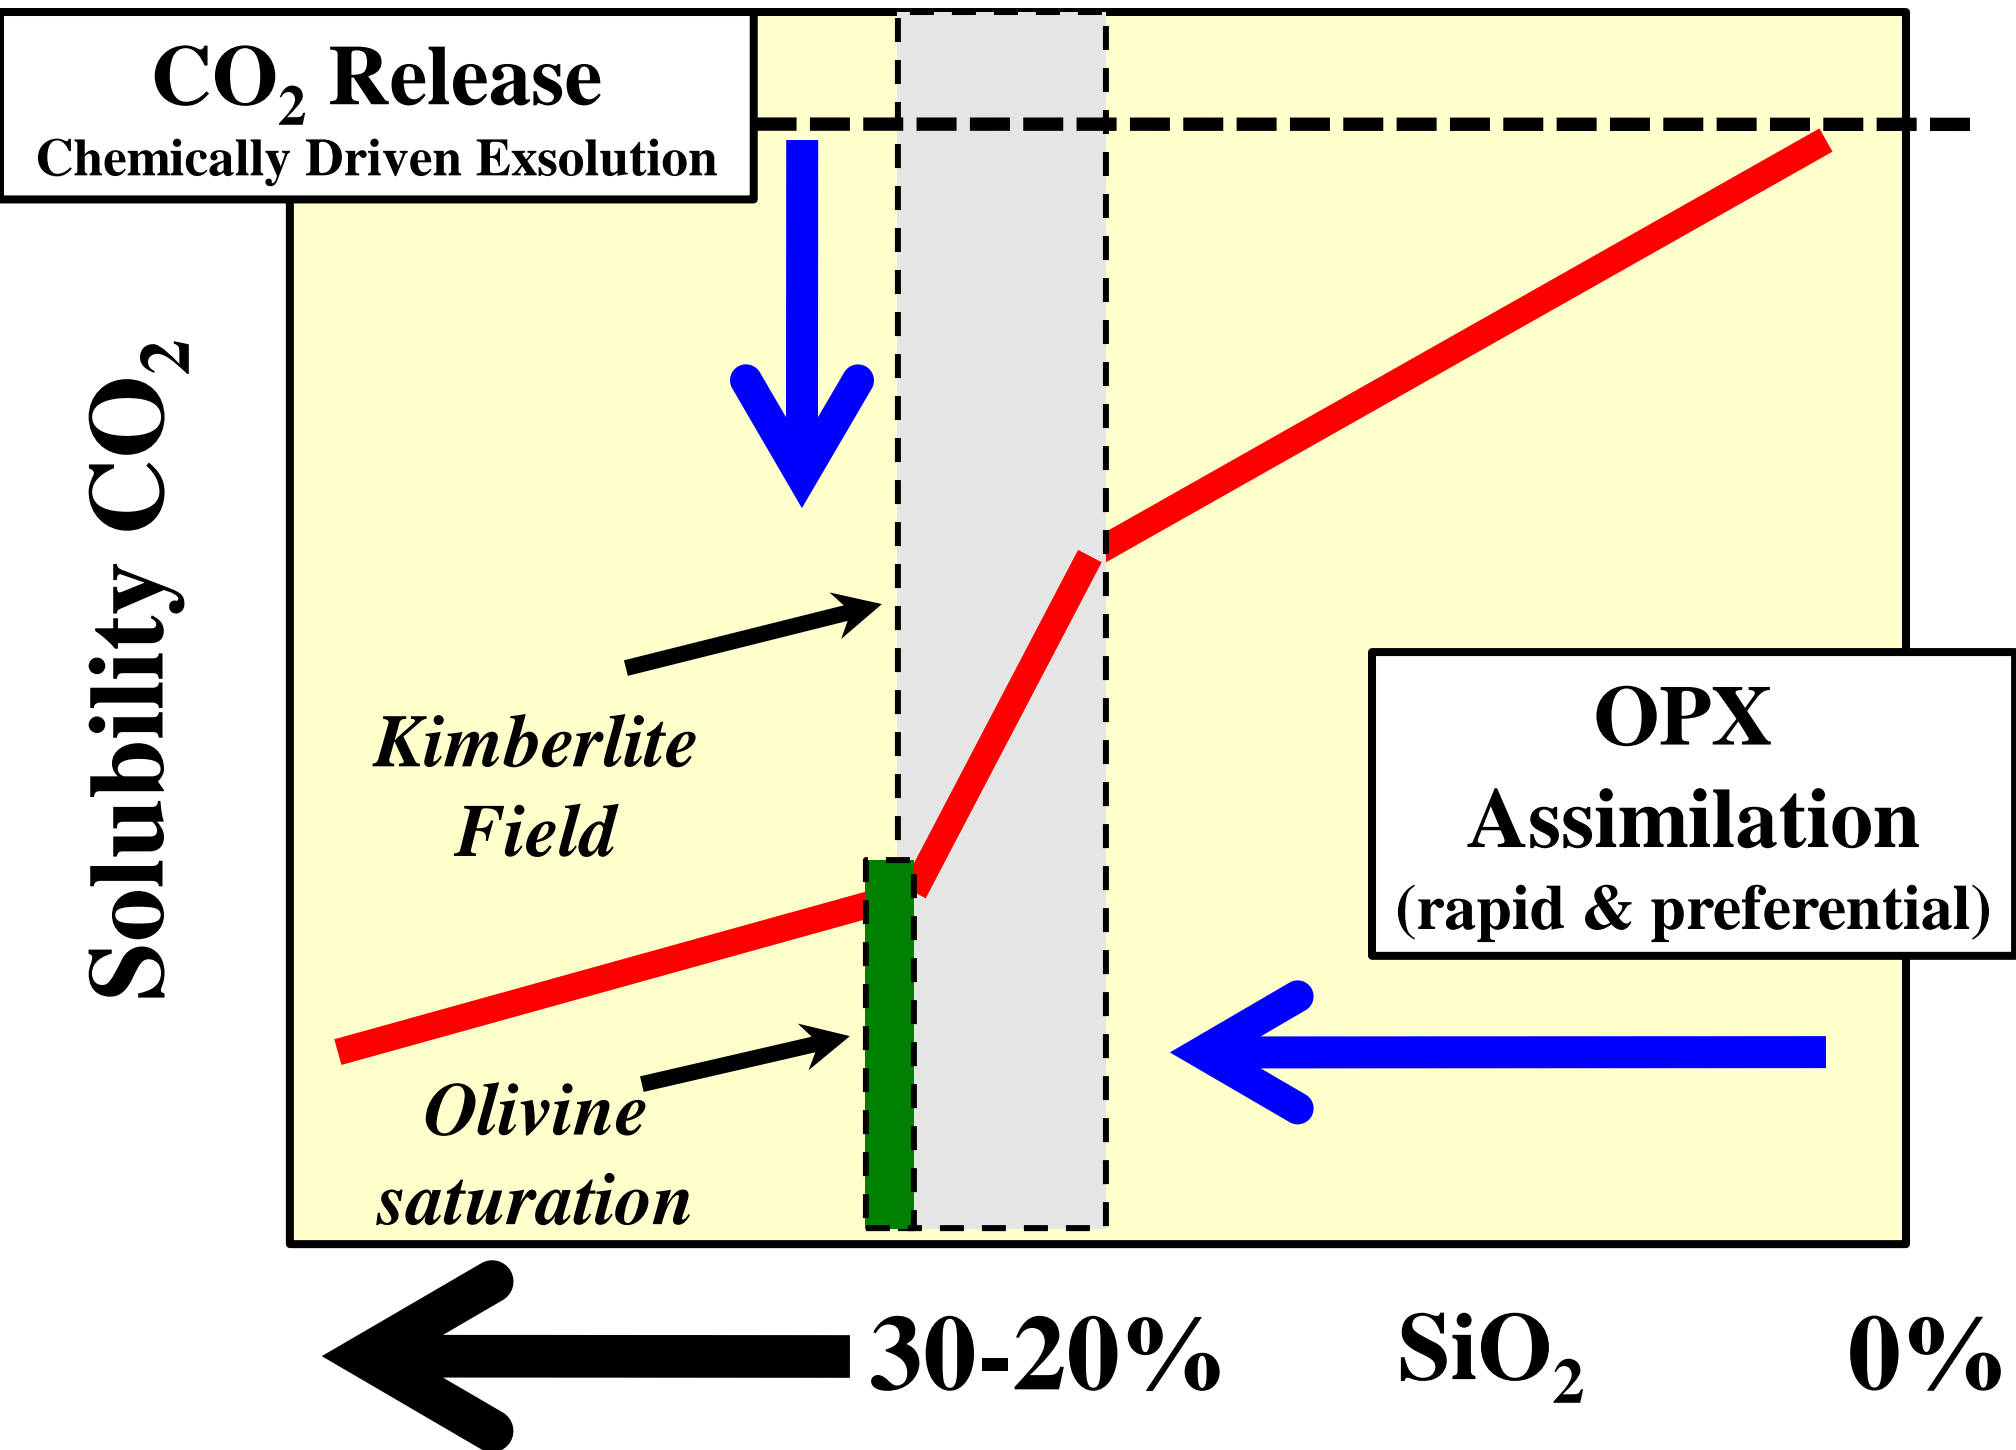 CO₂ Release
Chemically Driven Exsolution
Solubility CO₂
Kimberlite
Field
OPX
Assimilation
(rapid & preferential)
Olivine
saturation
30-20%
SiO₂
0%